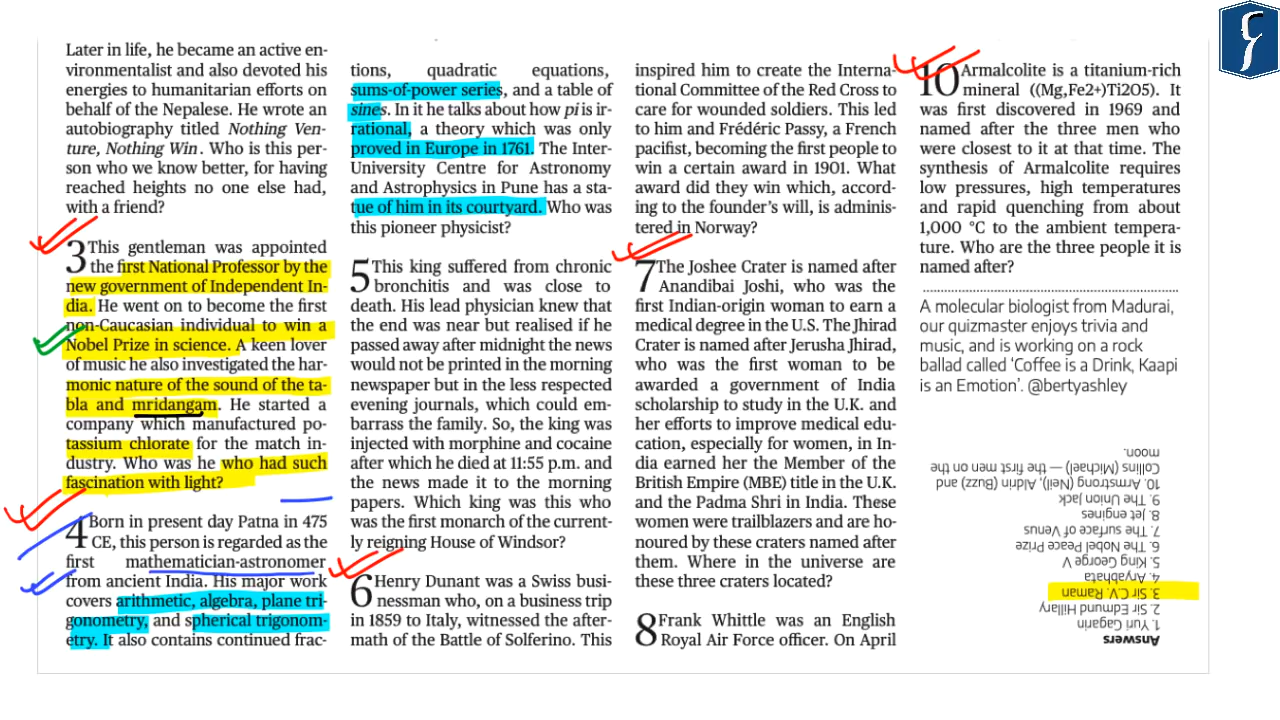 Later in life, he became an active en-
vironmentalist and also devoted his
energies to humanitarian efforts on
behalf of the Nepalese. He wrote an
autobiography titled Nothing Ven-
ture, Nothing Win. Who is this per-
son who we know better, for having
reached heights no one else had,
with a friend?
3 This gentleman was appointed
the first National Professor by the
new government of Independent In-
dia. He went on to become the first
non-Caucasian individual to win a
Nobel Prize in science. A keen lover
of music he also investigated the har-
monic nature of the sound of the ta-
bla and mridangam. He started a
company which manufactured po-
tassium chlorate for the match in-
dustry. Who was he who had such
fascination with light?
4 Born in present day Patna in 475
CE, this person is regarded as the
first mathematician-astronomer
from ancient India. His major work
covers arithmetic, algebra, plane tri-
gonometry, and spherical trigonom-
etry. It also contains continued frac-
tions, quadratic equations,
sums-of-power series, and a table of
sines. In it he talks about how pi is ir-
rational, a theory which was only
proved in Europe in 1761. The Inter-
University Centre for Astronomy
and Astrophysics in Pune has a sta-
tue of him in its courtyard. Who was
this pioneer physicist?
5 This king suffered from chronic
bronchitis and was close to
death. His lead physician knew that
the end was near but realised if he
passed away after midnight the news
would not be printed in the morning
newspaper but in the less respected
evening journals, which could em-
barrass the family. So, the king was
injected with morphine and cocaine
after which he died at 11:55 p.m. and
the news made it to the morning
papers. Which king was this who
was the first monarch of the current-
ly reigning House of Windsor?
6 Henry Dunant was a Swiss busi-
nessman who, on a business trip
in 1859 to Italy, witnessed the after-
math of the Battle of Solferino. This
inspired him to create the Interna-
tional Committee of the Red Cross to
care for wounded soldiers. This led
to him and Frédéric Passy, a French
pacifist, becoming the first people to
win a certain award in 1901. What
award did they win which, accord-
ing to the founder's will, is adminis-
tered in Norway?
7 The Joshee Crater is named after
Anandibai Joshi, who was the
first Indian-origin woman to earn a
medical degree in the U.S. The Jhirad
Crater is named after Jerusha Jhirad,
who was the first woman to be
awarded a government of India
scholarship to study in the U.K. and
her efforts to improve medical edu-
cation, especially for women, in In-
dia earned her the Member of the
British Empire (MBE) title in the U.K.
and the Padma Shri in India. These
women were trailblazers and are ho-
noured by these craters named after
them. Where in the universe are
these three craters located?
8 Frank Whittle was an English
Royal Air Force officer. On April
10 Armalcolite is a titanium-rich
mineral ((Mg,Fe2+)Ti2O5). It
was first discovered in 1969 and
named after the three men who
were closest to it at that time. The
synthesis of Armalcolite requires
low pressures, high temperatures
and rapid quenching from about
1,000 °C to the ambient tempera-
ture. Who are the three people it is
named after?
A molecular biologist from Madurai,
our quizmaster enjoys trivia and
music, and is working on a rock
ballad called 'Coffee is a Drink, Kaapi
is an Emotion'. @bertyashley
Answers
1. Yuri Gagarin
2. Sir Edmund Hillary
3. Sir C.V. Raman
4. Aryabhata
5. King George V
6. The Nobel Peace Prize
7. The surface of Venus
8. Jet engines
9. The Union Jack
10. Armstrong (Neil), Aldrin (Buzz) and
Collins (Michael) — the first men on the
moon.